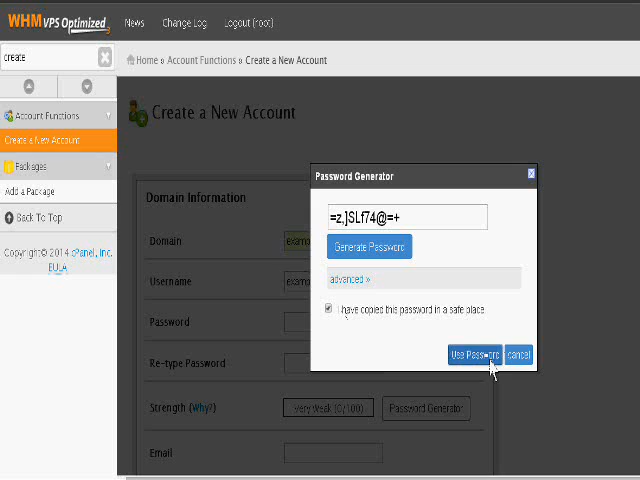 WHM VPS Optimized
News Change Log Logout (root)
create
Home » Account Functions » Create a New Account
Account Functions
Create a New Account
Packages
Add a Package
Back To Top
Copyright© 2014 cPanel, Inc.
EULA
Create a New Account
Domain Information
Domain
examp
Username
examp
Password
Re-type Password
Strength (Why?)
Very Weak (0/100)
Password Generator
Email
Password Generator
=z,]SLf74@=+
Generate Password
advanced »
I have copied this password in a safe place.
Use Password
cancel